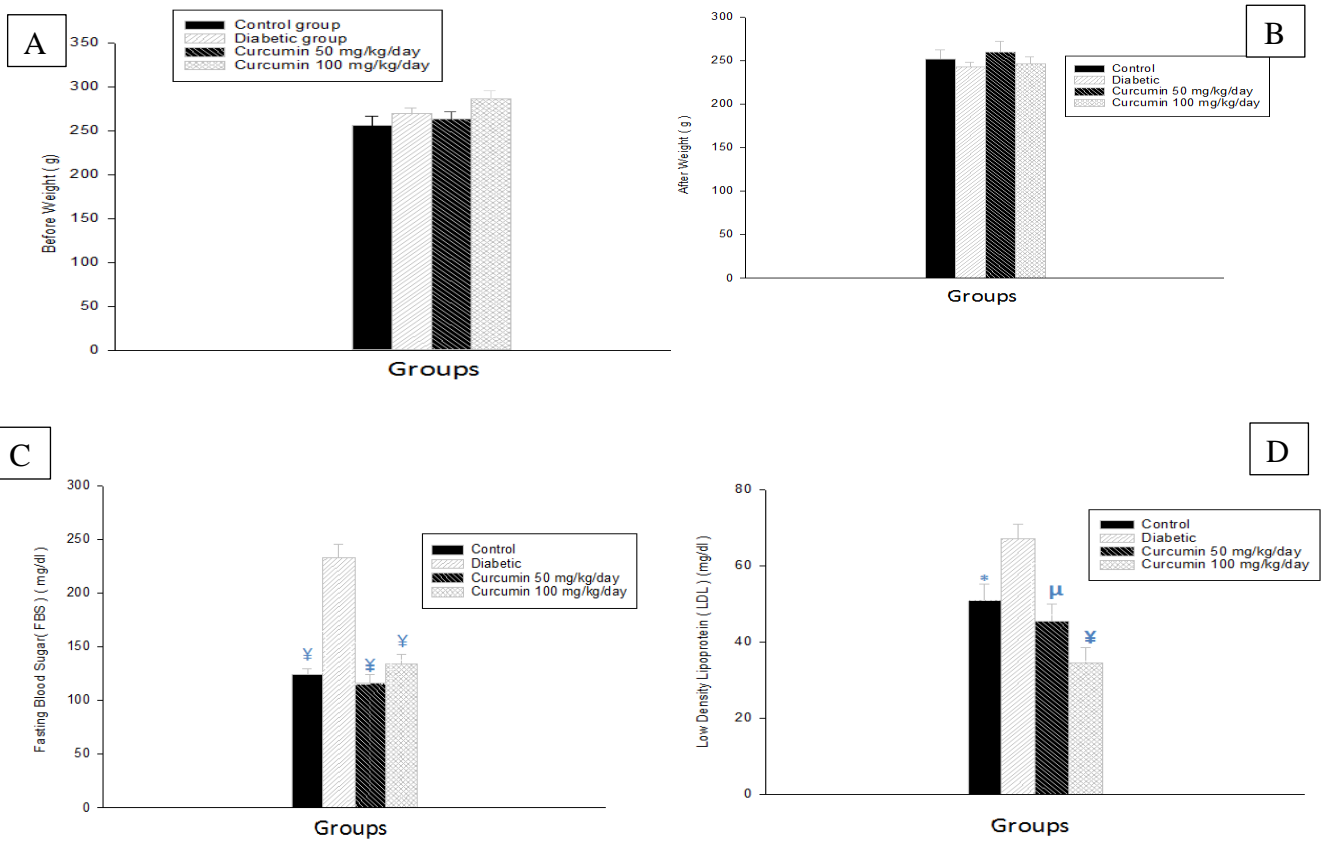 A
350
300
250
200
150
100
50
0
Before Weight ( g)
Control group
Diabetic group
Curcumin 50 mg/kg/day
Curcumin 100 mg/kg/day
Groups
B
300
250
200
150
100
50
0
After Weight ( g )
Control
Diabetic
Curcumin 50 mg/kg/day
Curcumin 100 mg/kg/day
Groups
C
300
250
200
150
100
50
0
Fasting Blood Sugar( FBS ) ( mg/dl )
¥
¥
¥
Control
Diabetic
Curcumin 50 mg/kg/day
Curcumin 100 mg/kg/day
Groups
D
80
60
40
20
0
Low Density Lipoprotein ( LDL ) (mg/dl )
*
µ
¥
Control
Diabetic
Curcumin 50 mg/kg/day
Curcumin 100 mg/kg/day
Groups